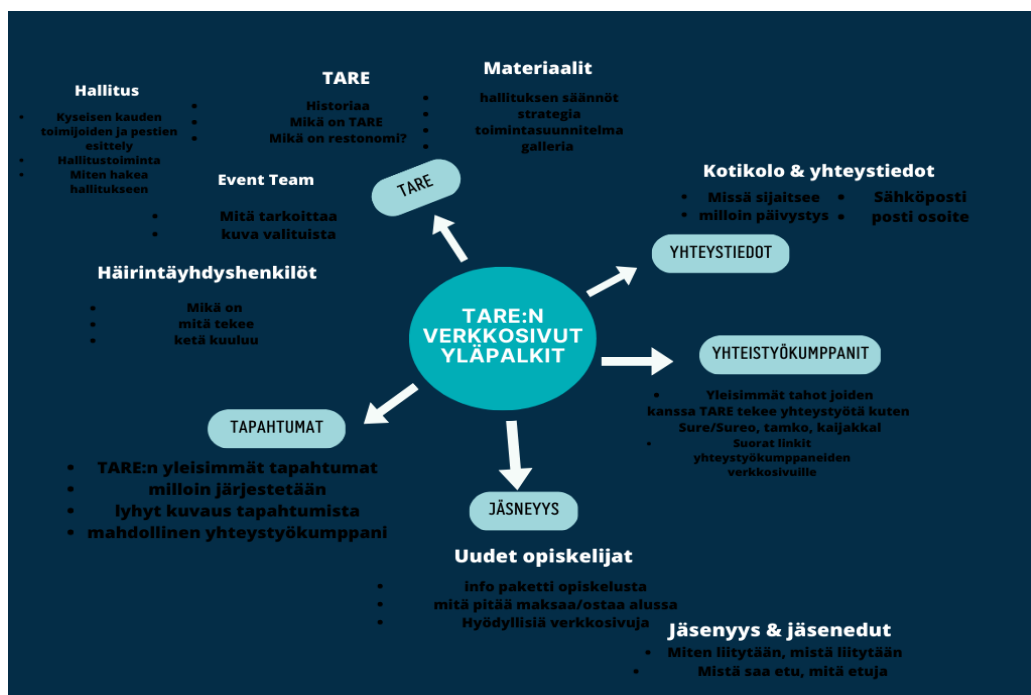 Hallitus
• Kyseisen kauden
toimijoiden ja pestien
esittely
• Hallitustoiminta
• Miten hakea
hallitukseen
TARE
• Historiaa
• Mikä on TARE
• Mikä on restonomi?
Materiaalit
• hallituksen säännöt
• strategia
• toimintasuunnitelma
• galleria
Event Team
• Mitä tarkoittaa
• kuva valituista
TARE
Kotikolo & yhteystiedot
• Missä sijaitsee
• milloin päivystys
• Sähköposti
• posti osoite
YHTEYSTIEDOT
Häirintäyhdyshenkilöt
• Mikä on
• mitä tekee
• ketä kuuluu
TARE:N
VERKKOSIVUT
YLÄPALKIT
YHTEISTYÖKUMPPANIT
• Yleisimmät tahot joiden
kanssa TARE tekee yhteystyötä kuten
Sure/Sureo, tamko, kaijakkal
• Suorat linkit
yhteystyökumppaneiden
verkkosivuille
TAPAHTUMAT
• TARE:n yleisimmät tapahtumat
• milloin järjestetään
• lyhyt kuvaus tapahtumista
• mahdollinen yhteystyökumppani
JÄSNEYYS
Uudet opiskelijat
• info paketti opiskelusta
• mitä pitää maksaa/ostaa alussa
• Hyödyllisiä verkkosivuja
Jäsenyys & jäsenedut
• Miten liitytään, mistä liitytään
• Mistä saa etu, mitä etuja